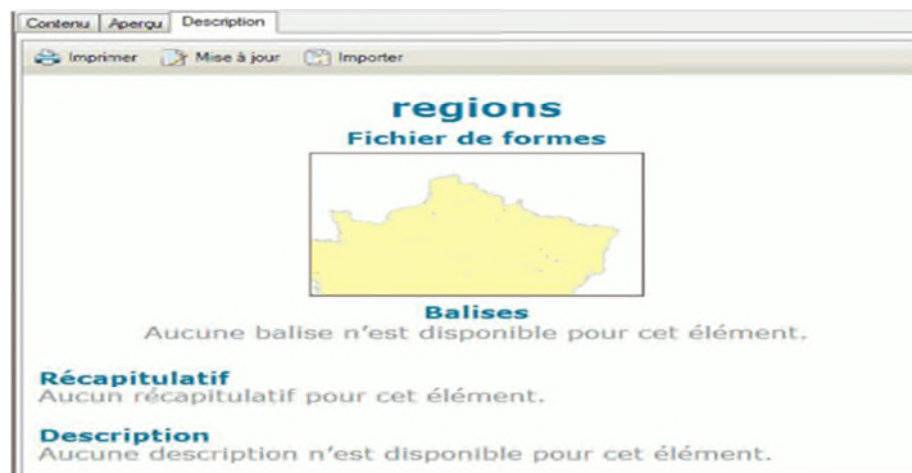 Contenu Aperçu Description
Imprimer Mise à jour Importer
regions
Fichier de formes
Balises
Aucune balise n'est disponible pour cet élément.
Récapitulatif
Aucun récapitulatif pour cet élément.
Description
Aucune description n'est disponible pour cet élément.